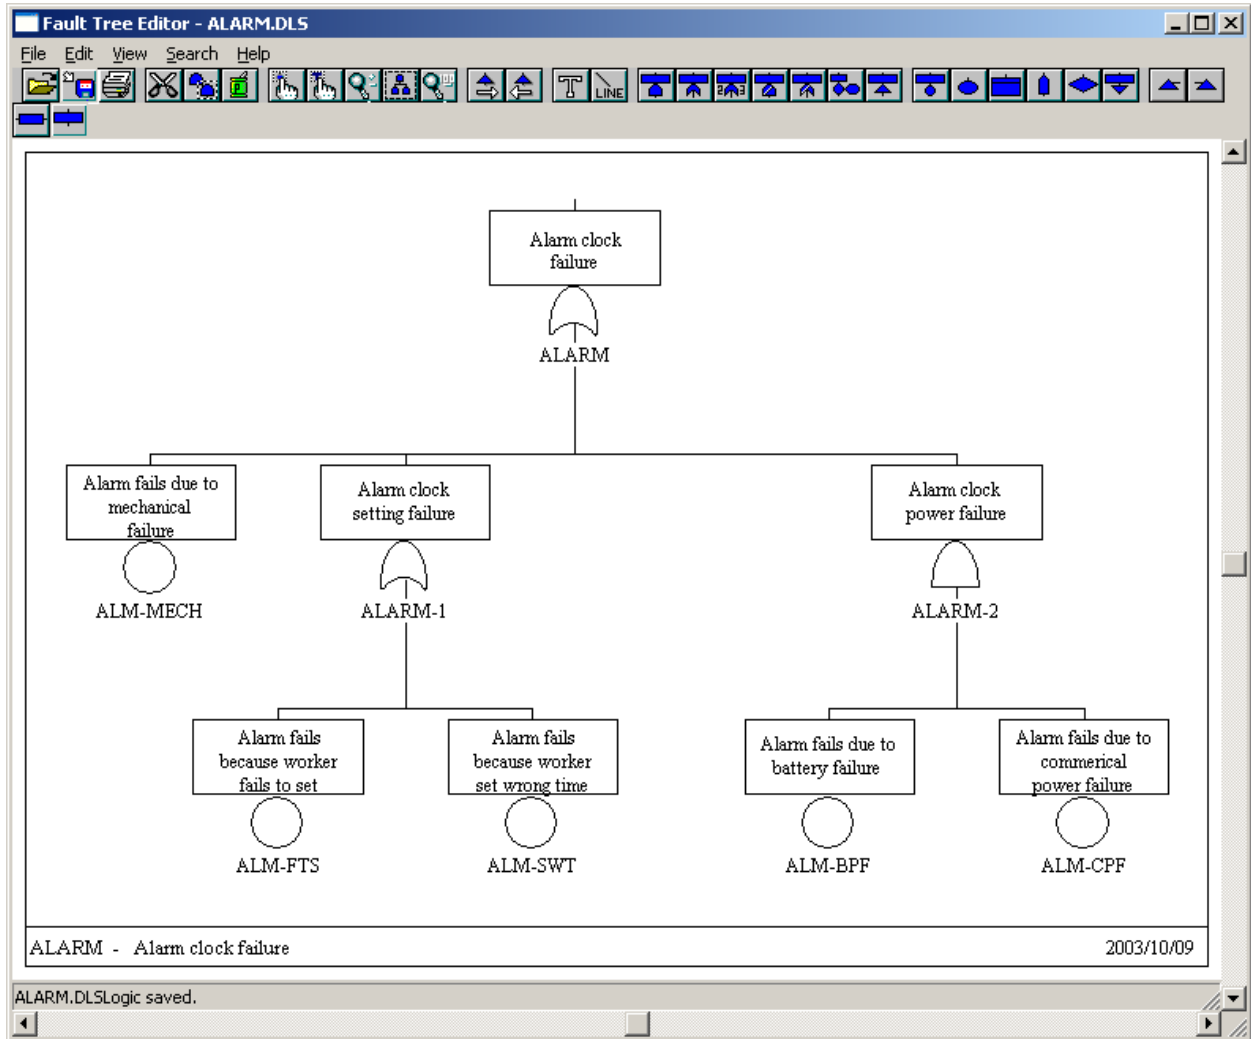 Fault Tree Editor - ALARM.DLS
File Edit View Search Help
T LINE
Alarm clock
failure
ALARM
Alarm fails due to
mechanical
failure
ALM-MECH
Alarm clock
setting failure
ALARM-1
Alarm clock
power failure
ALARM-2
Alarm fails
because worker
fails to set
ALM-FTS
Alarm fails
because worker
set wrong time
ALM-SWT
Alarm fails due to
battery failure
ALM-BPF
Alarm fails due to
commerical
power failure
ALM-CPF
ALARM - Alarm clock failure 2003/10/09
ALARM.DLSLogic saved.